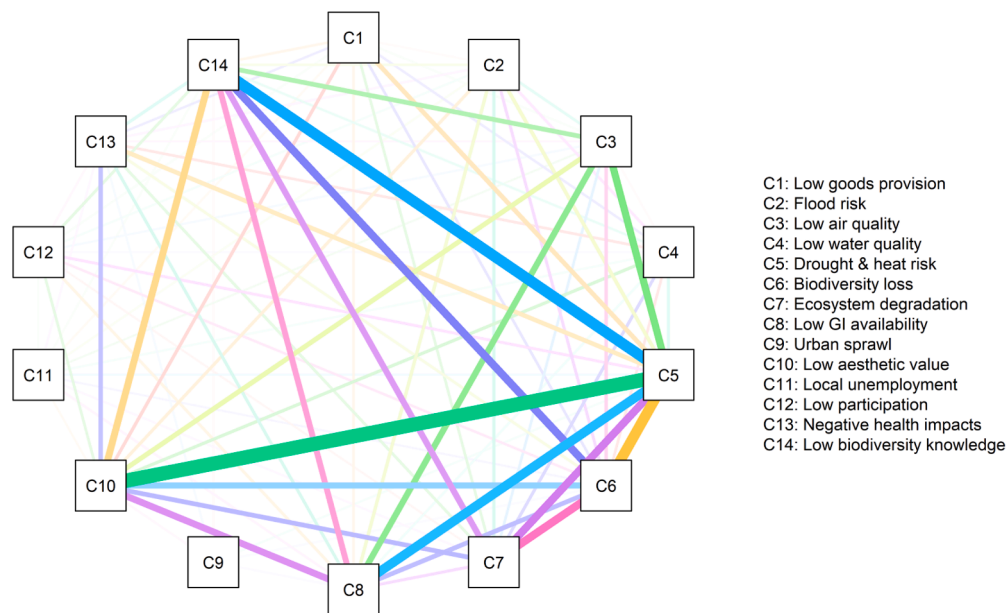 C1
C14
C2
C13
C3
C12
C4
C11
C5
C10
C6
C9
C7
C8
C1: Low goods provision
C2: Flood risk
C3: Low air quality
C4: Low water quality
C5: Drought & heat risk
C6: Biodiversity loss
C7: Ecosystem degradation
C8: Low GI availability
C9: Urban sprawl
C10: Low aesthetic value
C11: Local unemployment
C12: Low participation
C13: Negative health impacts
C14: Low biodiversity knowledge